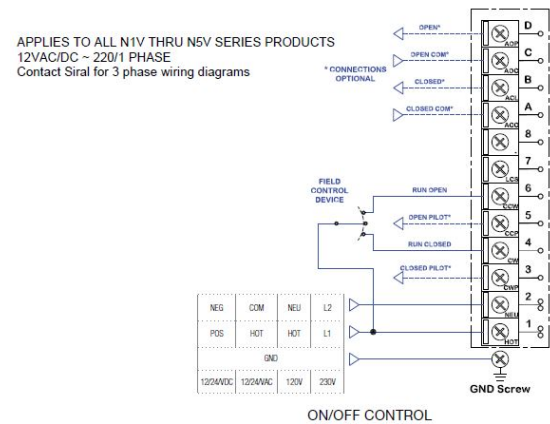 APPLIES TO ALL N1V THRU N5V SERIES PRODUCTS
12VAC/DC ~ 220/1 PHASE
Contact Siral for 3 phase wiring diagrams
* CONNECTIONS
OPTIONAL
OPEN*
AOP
D
OPEN COM*
AOC
C
CLOSED*
ACL
B
CLOSED COM*
ACC
A
8
7
LCS
FIELD
CONTROL
DEVICE
RUN OPEN
CCW
6
OPEN PILOT*
CCP
5
RUN CLOSED
CW
4
CLOSED PILOT*
CWP
3
NEG COM NEU L2
NEU
2
POS HOT HOT L1
HOT
1
GND
12/24/VDC 12/24/VAC 120V 230V
GND Screw
ON/OFF CONTROL